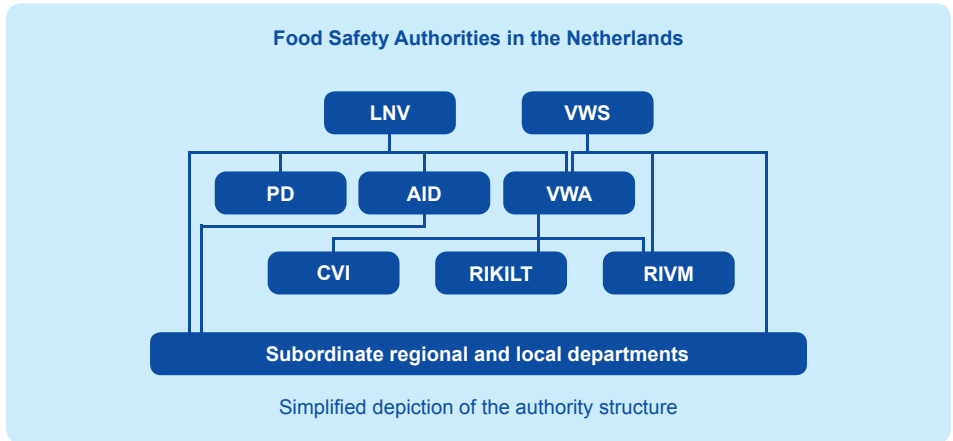 Food Safety Authorities in the Netherlands
LNV
VWS
PD
AID
VWA
CVI
RIKILT
RIVM
Subordinate regional and local departments
Simplified depiction of the authority structure